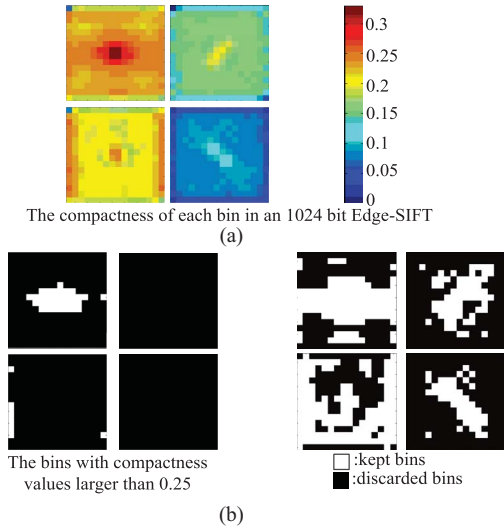 0.3
0.25
0.2
0.15
0.1
0.05
0
The compactness of each bin in an 1024 bit Edge-SIFT
(a)
The bins with compactness
values larger than 0.25
:kept bins
:discarded bins
(b)